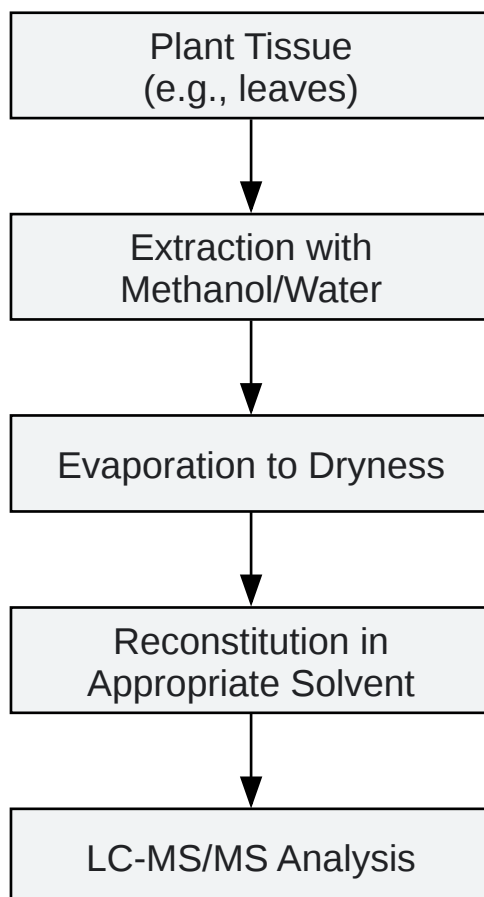 Plant Tissue
(e.g., leaves)
Extraction with
Methanol/Water
Evaporation to Dryness
Reconstitution in
Appropriate Solvent
LC-MS/MS Analysis